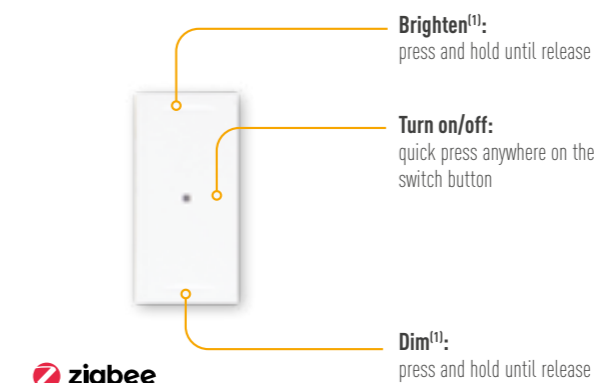 Brighten(1):
press and hold until release
Turn on/off:
quick press anywhere on the
switch button
Dim(1):
press and hold until release
zigbee